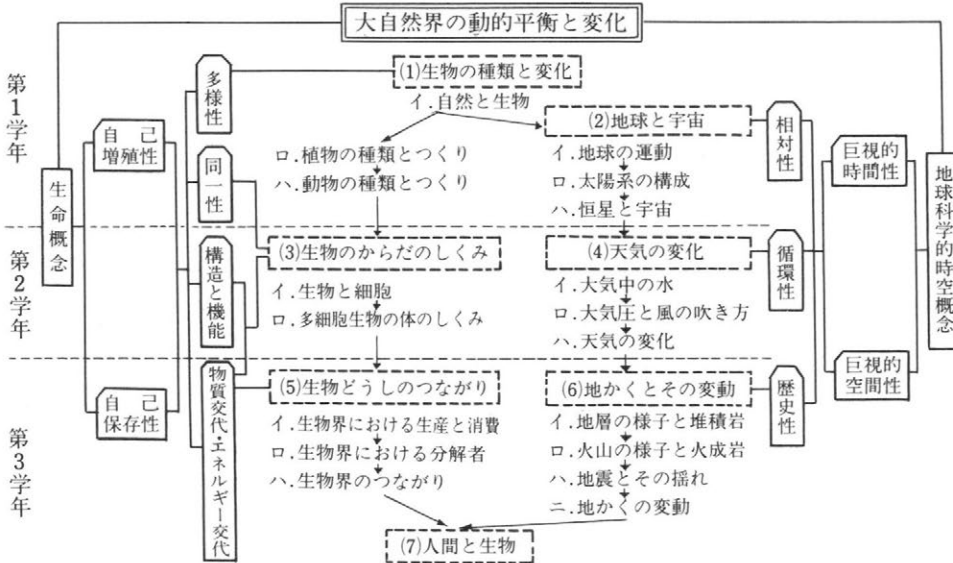 大自然界の動的平衡と変化
第1学年
第2学年
第3学年
生命概念
自己増殖性
自己保存性
多様性
同一性
構造と機能
物質交代・エネルギー交代
(1)生物の種類と変化
イ.自然と生物
ロ.植物の種類とつくり
ハ.動物の種類とつくり
(2)地球と宇宙
イ.地球の運動
ロ.太陽系の構成
ハ.恒星と宇宙
(3)生物のからだのしくみ
イ.生物と細胞
ロ.多細胞生物の体のしくみ
(4)天気の変化
イ.大気中の水
ロ.大気圧と風の吹き方
ハ.天気の変化
(5)生物どうしのつながり
イ.生物界における生産と消費
ロ.生物界における分解者
ハ.生物界のつながり
(6)地かくとその変動
イ.地層の様子と堆積岩
ロ.火山の様子と火成岩
ハ.地震とその揺れ
ニ.地かくの変動
(7)人間と生物
相対性
循環性
歴史性
巨視的時間性
巨視的空間性
地球科学的時空概念